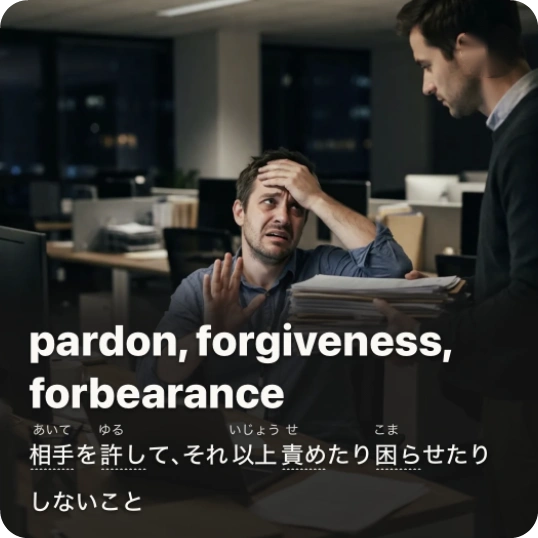 pardon, forgiveness,
forbearance
あいて ゆる いじょう せ こま
相手を許して、それ以上責めたり困らせたり
しないこと